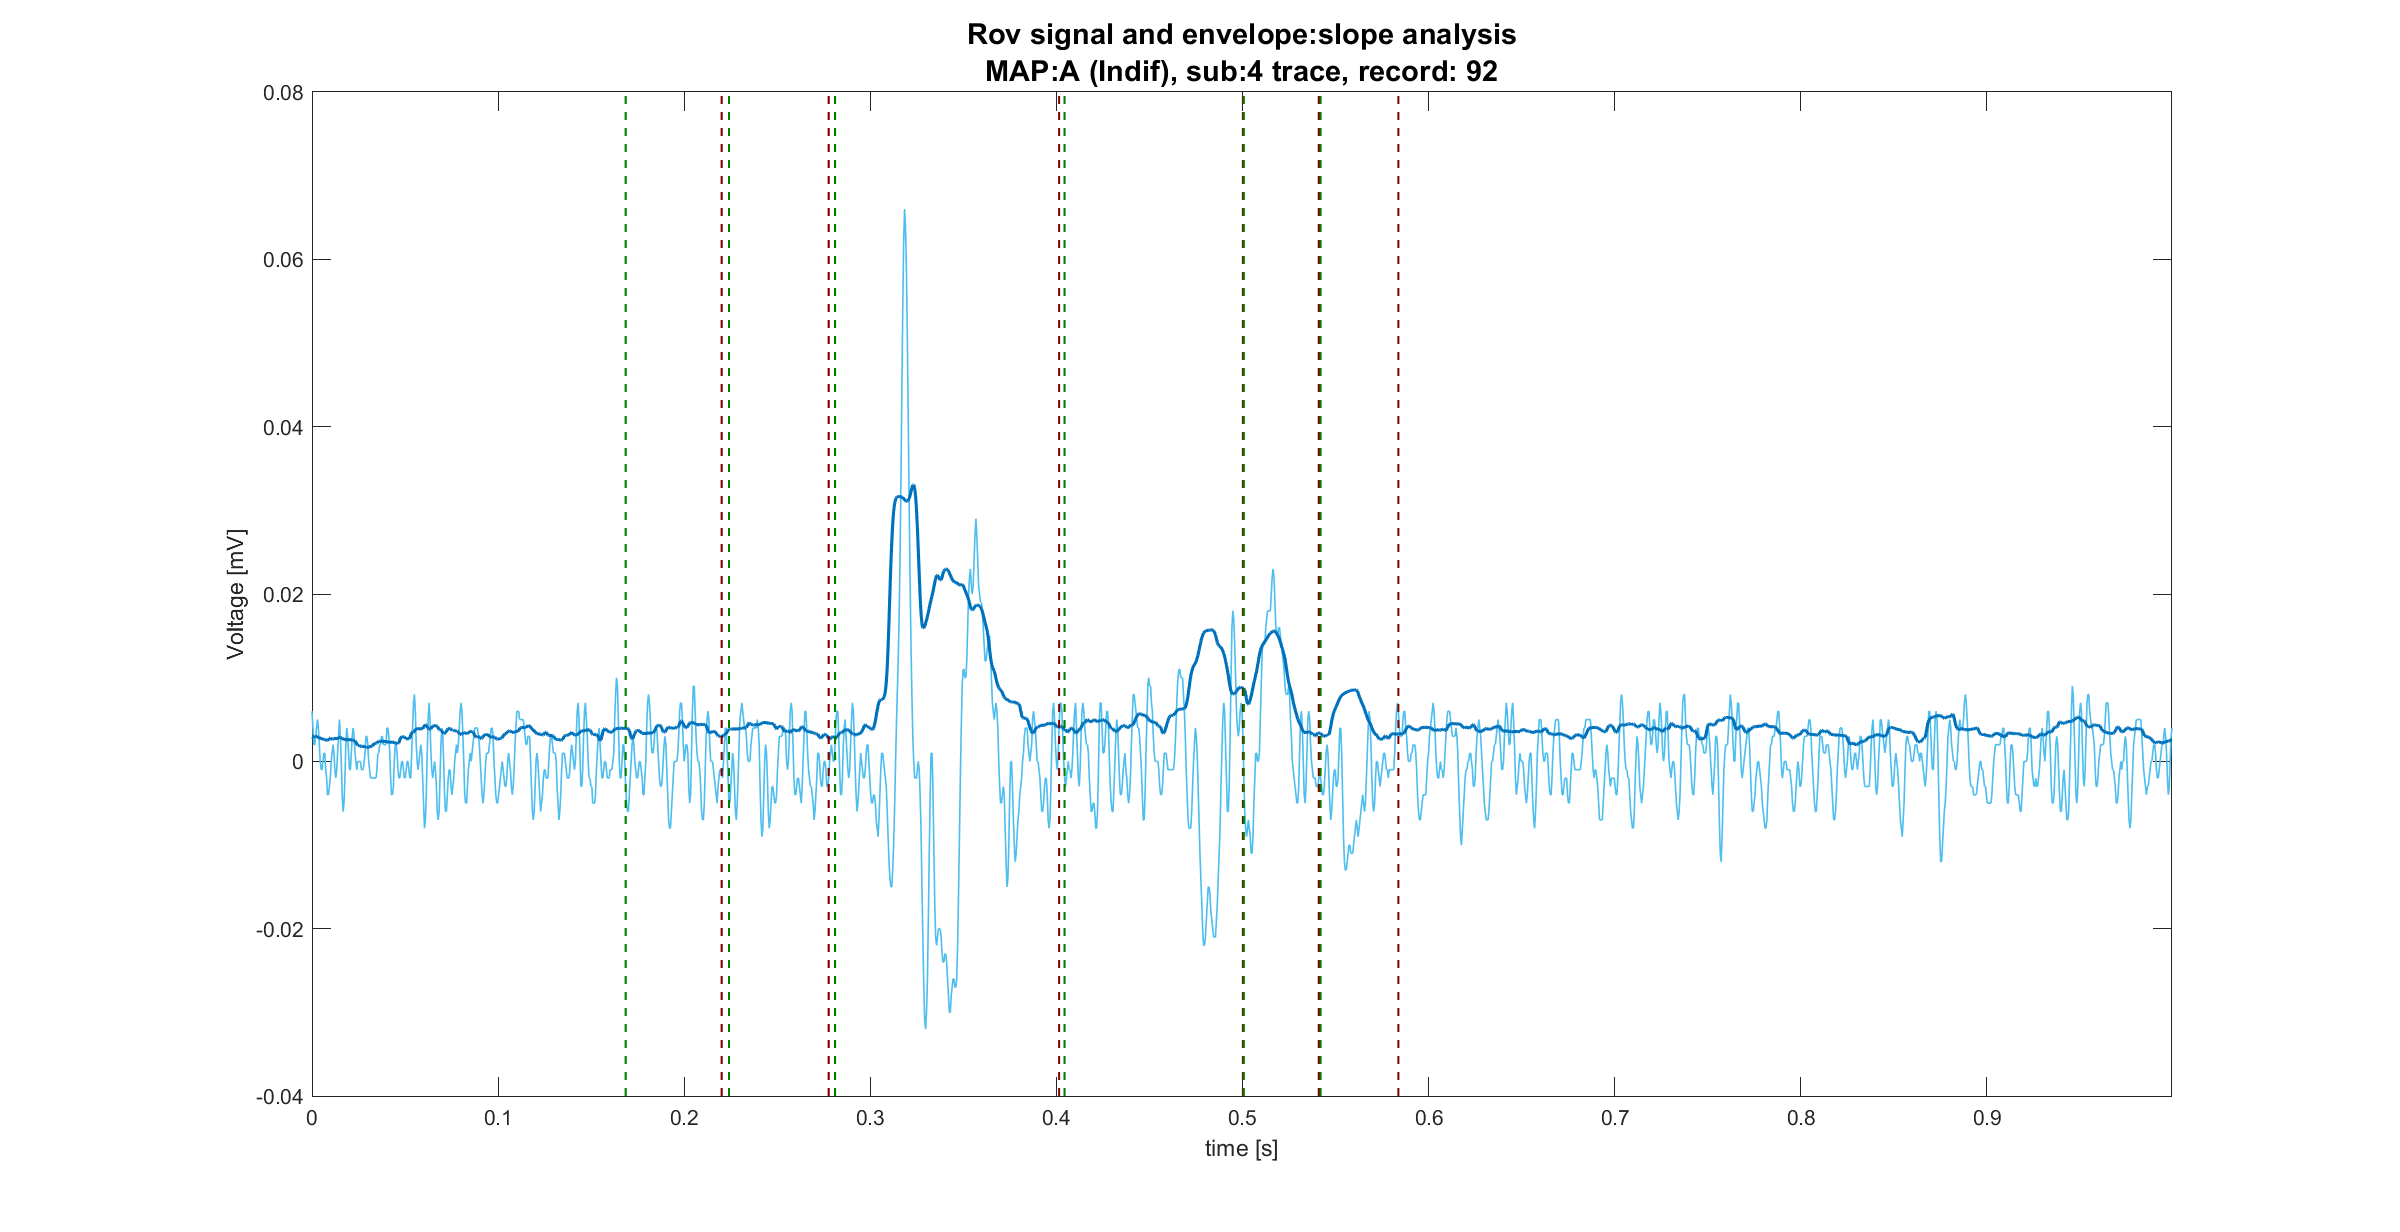 Rov signal and envelope:slope analysis
MAP:A (Indif), sub:4 trace, record: 92
0.08
0.06
0.04
0.02
0
-0.02
-0.04
Voltage [mV]
0 0.1 0.2 0.3 0.4 0.5 0.6 0.7 0.8 0.9
time [s]